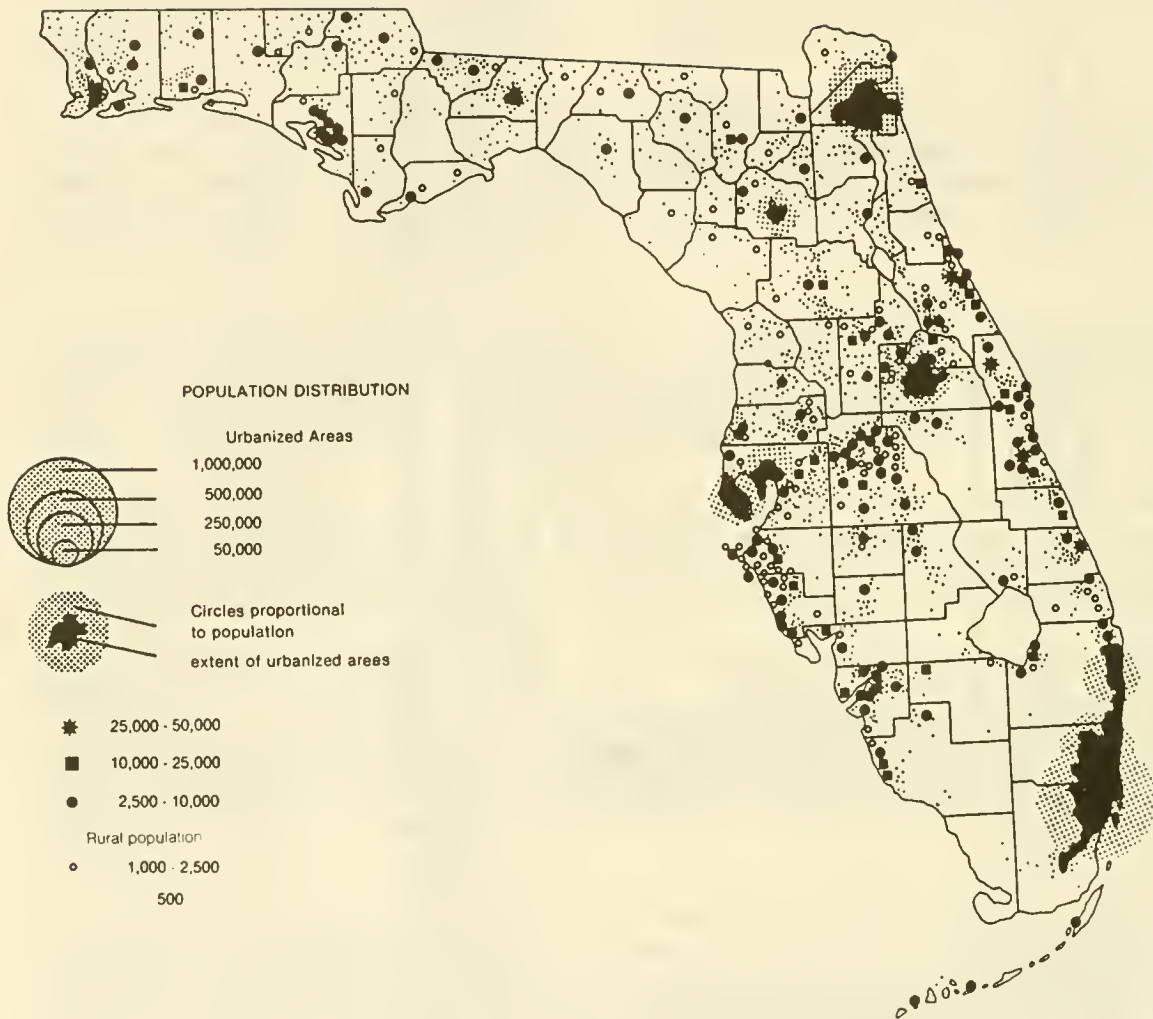 POPULATION DISTRIBUTION
Urbanized Areas
1,000,000
500,000
250,000
50,000
Circles proportional
to population
extent of urbanized areas
25,000 - 50,000
10,000 - 25,000
2,500 - 10,000
Rural population
1,000 - 2,500
500